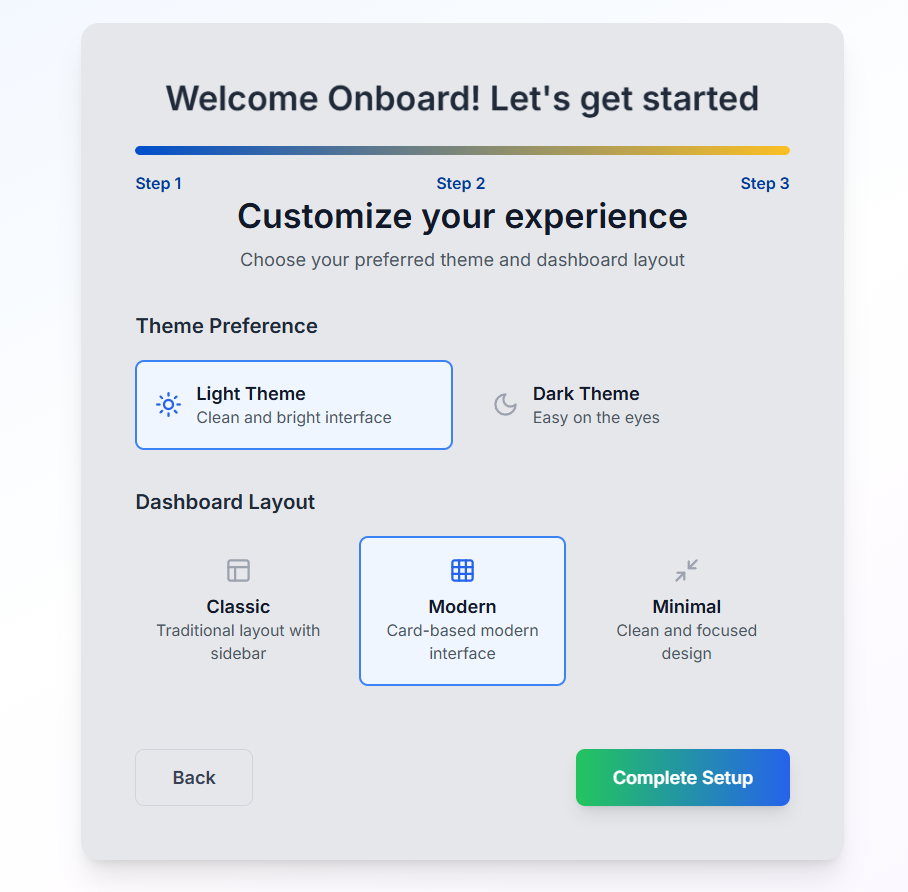 Welcome Onboard! Let's get started
Step 1
Step 2
Step 3
Customize your experience
Choose your preferred theme and dashboard layout
Theme Preference
Light Theme
Clean and bright interface
Dark Theme
Easy on the eyes
Dashboard Layout
Classic
Traditional layout with
sidebar
Modern
Card-based modern
interface
Minimal
Clean and focused
design
Back
Complete Setup